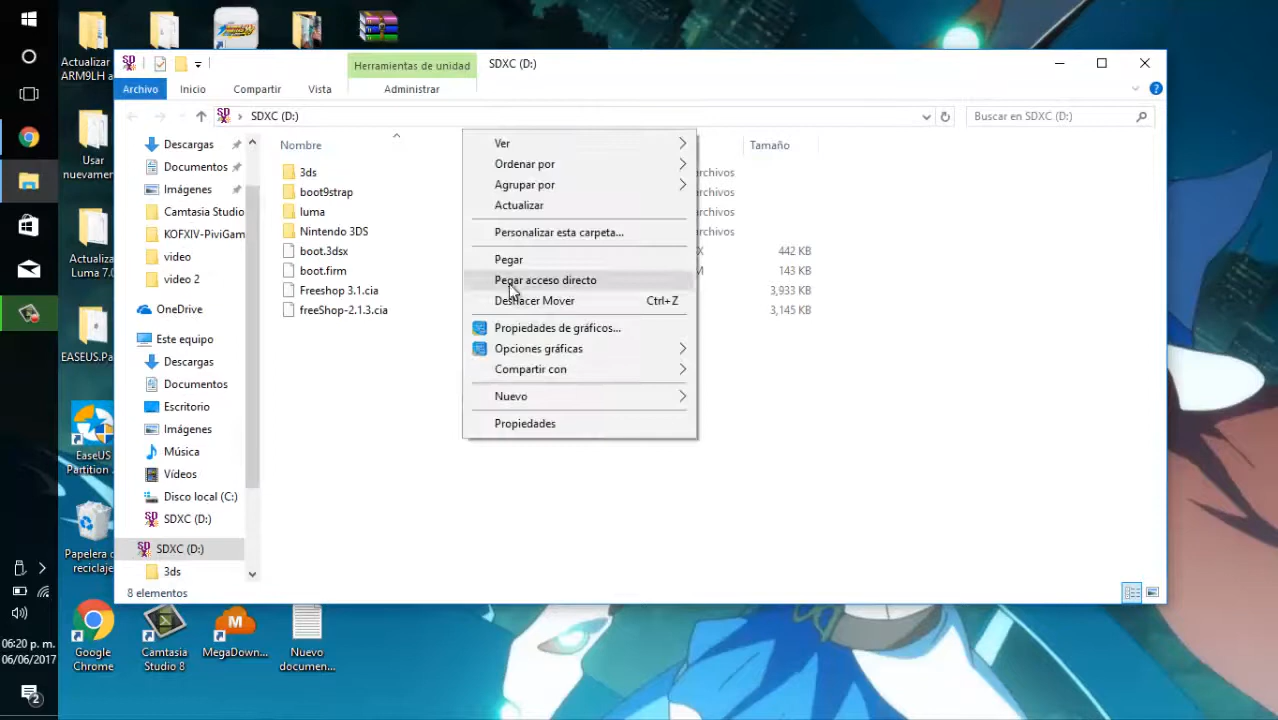 Actualizar
ARM9LH a
Usar
nuevamen
Actualiza
Luma 7.0
EASEUS.Pa
EaseUS
Partition
Papelera d
reciclaje
Google
Chrome
Camtasia
Studio 8
MegaDown...
Nuevo
documen...
06:20 p. m.
06/06/2017
2
Herramientas de unidad
SDXC (D:)
Archivo
Inicio
Compartir
Vista
Administrar
SDXC (D:)
Buscar en SDXC (D:)
Descargas
Documentos
Imágenes
Camtasia Studio
KOFXIV-PiviGam
video
video 2
OneDrive
Este equipo
Descargas
Documentos
Escritorio
Imágenes
Música
Vídeos
Disco local (C:)
SDXC (D:)
SDXC (D:)
3ds
Nombre
Tamaño
3ds
archivos
boot9strap
archivos
luma
archivos
Nintendo 3DS
archivos
boot.3dsx
X
442 KB
boot.firm
M
143 KB
Freeshop 3.1.cia
3,933 KB
freeShop-2.1.3.cia
3,145 KB
Ver
Ordenar por
Agrupar por
Actualizar
Personalizar esta carpeta...
Pegar
Pegar acceso directo
Deshacer Mover Ctrl+Z
Propiedades de gráficos...
Opciones gráficas
Compartir con
Nuevo
Propiedades
8 elementos